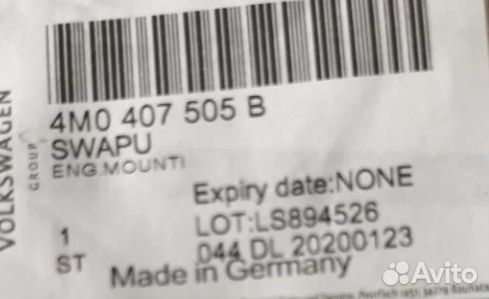 VOLKSWAGEN
GROUP
4M0 407 505 B
SWAPU
ENG.MOUNTI
Expiry date:NONE
1
LOT:LS894526
ST
044 DL 20200123
Made in Germany
Avito